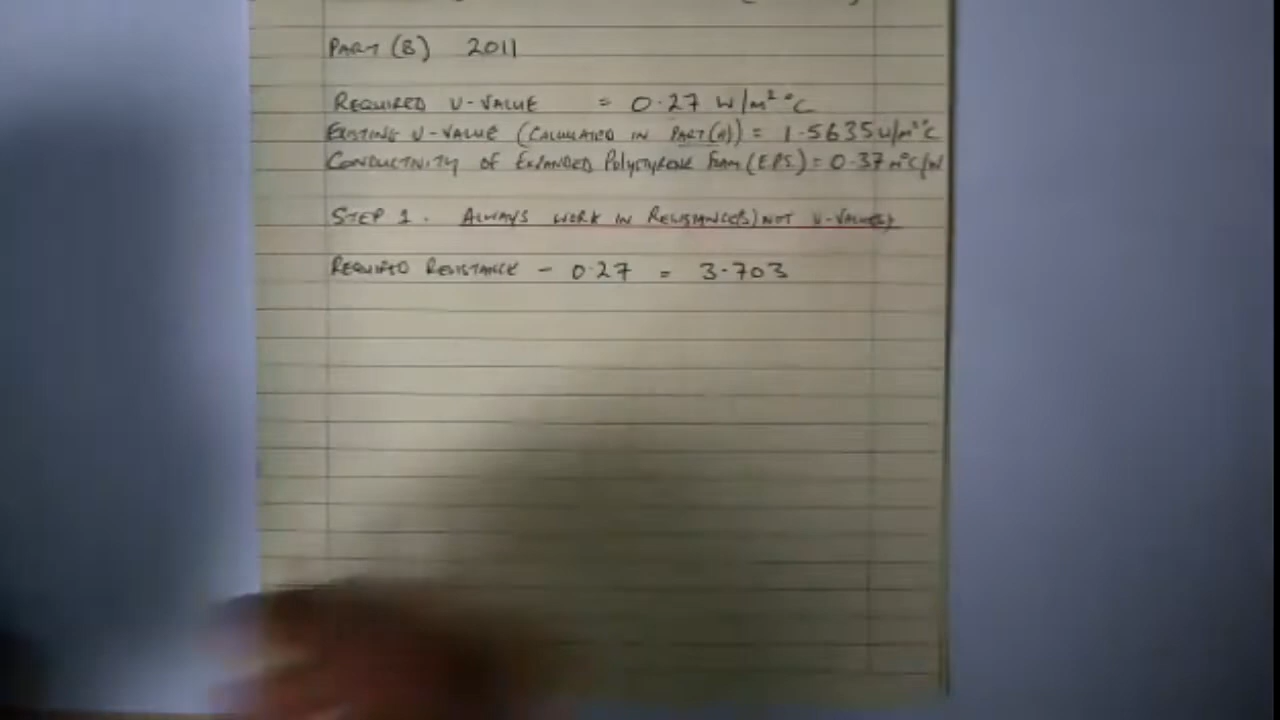 PART (B) 2011
REQUIRED U-VALUE = 0.27 W/m²°C
EXISTING U-VALUE (CALCULATED IN PART(A)) = 1.5635 W/m²°C
CONDUCTIVITY OF EXPANDED POLYSTYRENE FOAM (EPS) = 0.37 m°C/W
STEP 1. ALWAYS WORK IN RESISTANCE(S) NOT U-VALUE(S)
REQUIRED RESISTANCE - 0.27 = 3.703